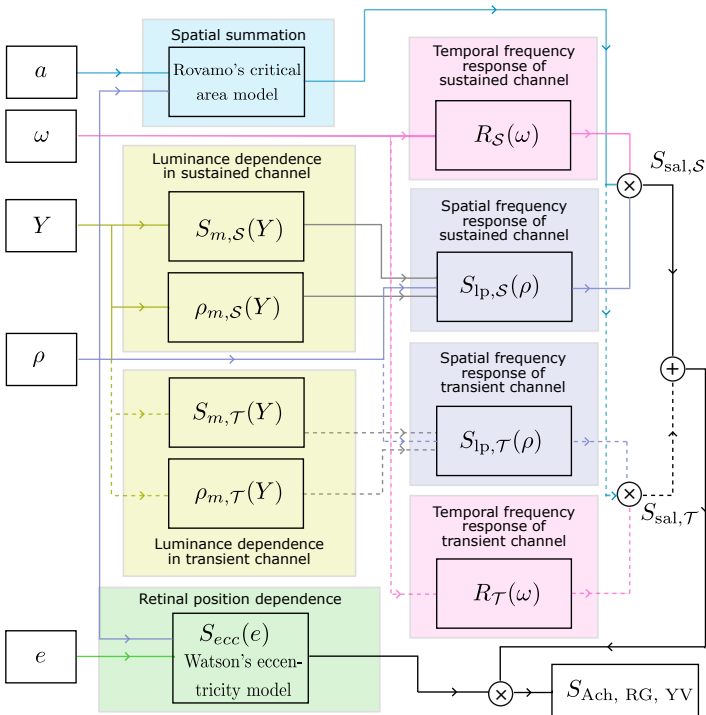 Spatial summation
a
Rovamo's critical
area model
ω
Temporal frequency
response of
sustained channel
R_S(ω)
S_sal,S
×
Luminance dependence
in sustained channel
Y
S_m,S(Y)
ρ_m,S(Y)
Spatial frequency
response of
sustained channel
S_lp,S(ρ)
ρ
+
S_m,T(Y)
ρ_m,T(Y)
Luminance dependence
in transient channel
Spatial frequency
response of
transient channel
S_lp,T(ρ)
×
S_sal,T
Temporal frequency
response of
transient channel
R_T(ω)
Retinal position dependence
e
S_ecc(e)
Watson's eccen-
tricity model
×
S_Ach, RG, YV